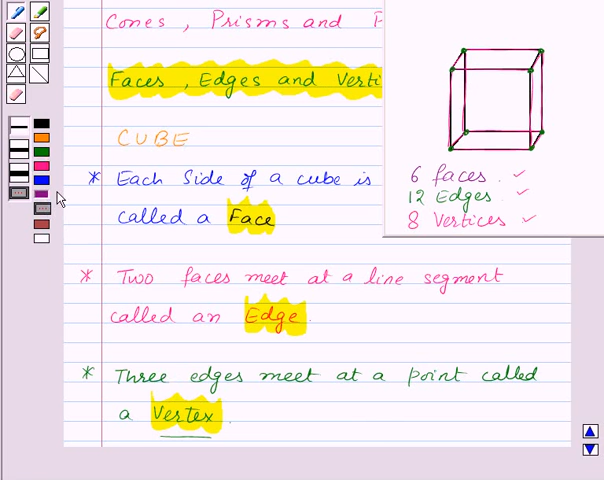 Cones, Prisms and
Faces, Edges and Verti
CUBE
* Each Side of a cube is
called a Face
* Two faces meet at a line segment
called an Edge.
* Three edges meet at a point called
a Vertex.
6 faces. ✓
12 Edges. ✓
8 Vertices ✓